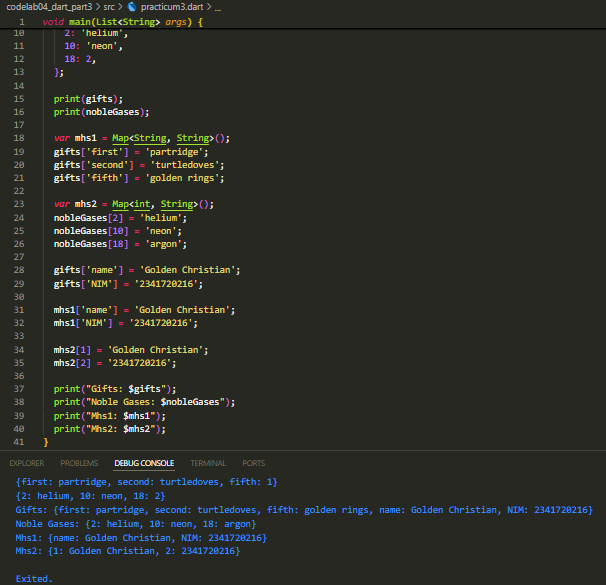 codelab04_dart_part3 > src > practicum3.dart > ...
1 void main(List<String> args) {
10 2: 'helium',
11 10: 'neon',
12 18: 2,
13 };
14
15 print(gifts);
16 print(nobleGases);
17
18 var mhs1 = Map<String, String>();
19 gifts['first'] = 'partridge';
20 gifts['second'] = 'turtledoves';
21 gifts['fifth'] = 'golden rings';
22
23 var mhs2 = Map<int, String>();
24 nobleGases[2] = 'helium';
25 nobleGases[10] = 'neon';
26 nobleGases[18] = 'argon';
27
28 gifts['name'] = 'Golden Christian';
29 gifts['NIM'] = '2341720216';
30
31 mhs1['name'] = 'Golden Christian';
32 mhs1['NIM'] = '2341720216';
33
34 mhs2[1] = 'Golden Christian';
35 mhs2[2] = '2341720216';
36
37 print("Gifts: $gifts");
38 print("Noble Gases: $nobleGases");
39 print("Mhs1: $mhs1");
40 print("Mhs2: $mhs2");
41 }
EXPLORER PROBLEMS DEBUG CONSOLE TERMINAL PORTS
{first: partridge, second: turtledoves, fifth: 1}
{2: helium, 10: neon, 18: 2}
Gifts: {first: partridge, second: turtledoves, fifth: golden rings, name: Golden Christian, NIM: 2341720216}
Noble Gases: {2: helium, 10: neon, 18: argon}
Mhs1: {name: Golden Christian, NIM: 2341720216}
Mhs2: {1: Golden Christian, 2: 2341720216}
Exited.